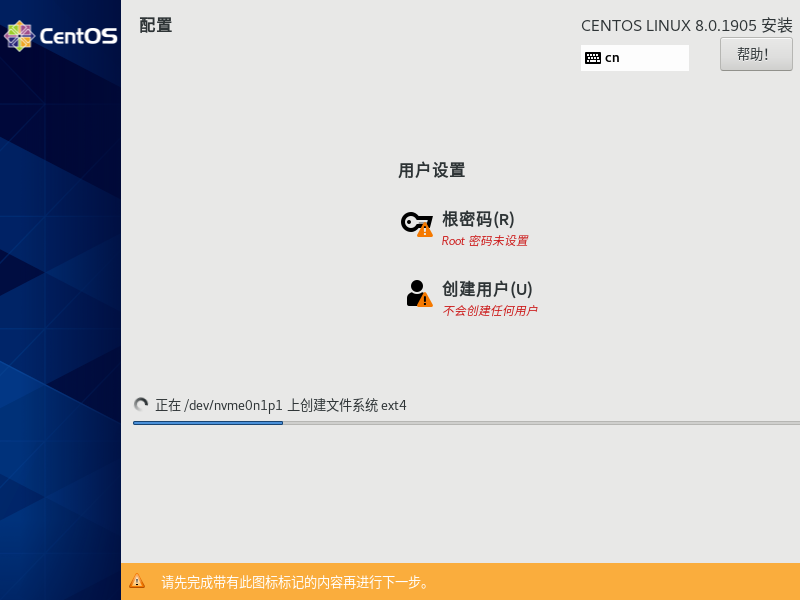 CentOS
配置
CENTOS LINUX 8.0.1905 安装
cn
帮助！
用户设置
根密码(R)
Root 密码未设置
创建用户(U)
不会创建任何用户
正在 /dev/nvme0n1p1 上创建文件系统 ext4
请先完成带有此图标标记的内容再进行下一步。